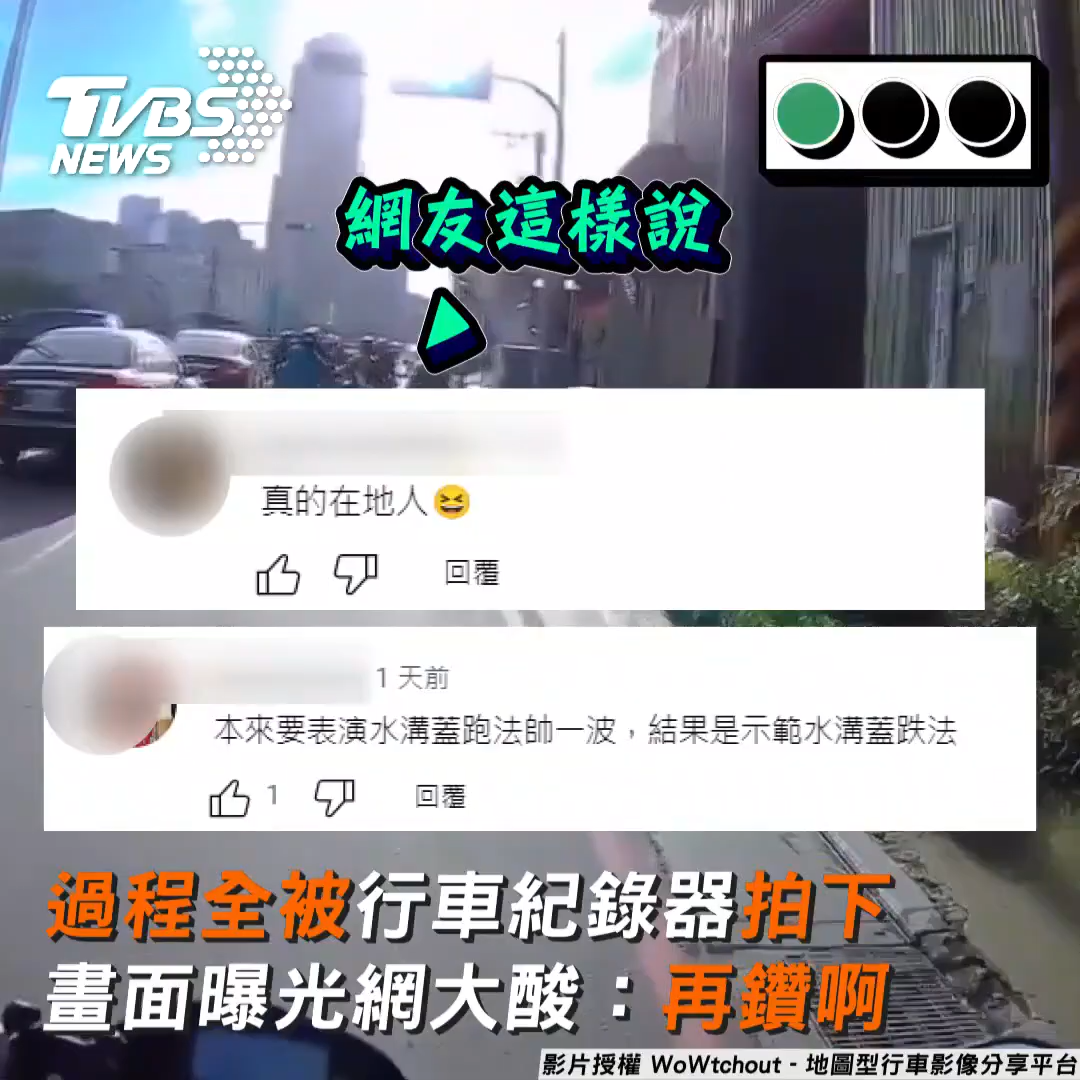 TVBS
NEWS
網友這樣說
真的在地人😆
回覆
1 天前
本來要表演水溝蓋跑法帥一波，結果是示範水溝蓋跌法
1
回覆
過程全被行車紀錄器拍下
畫面曝光網大酸：再鑽啊
影片授權 WoWtchout - 地圖型行車影像分享平台